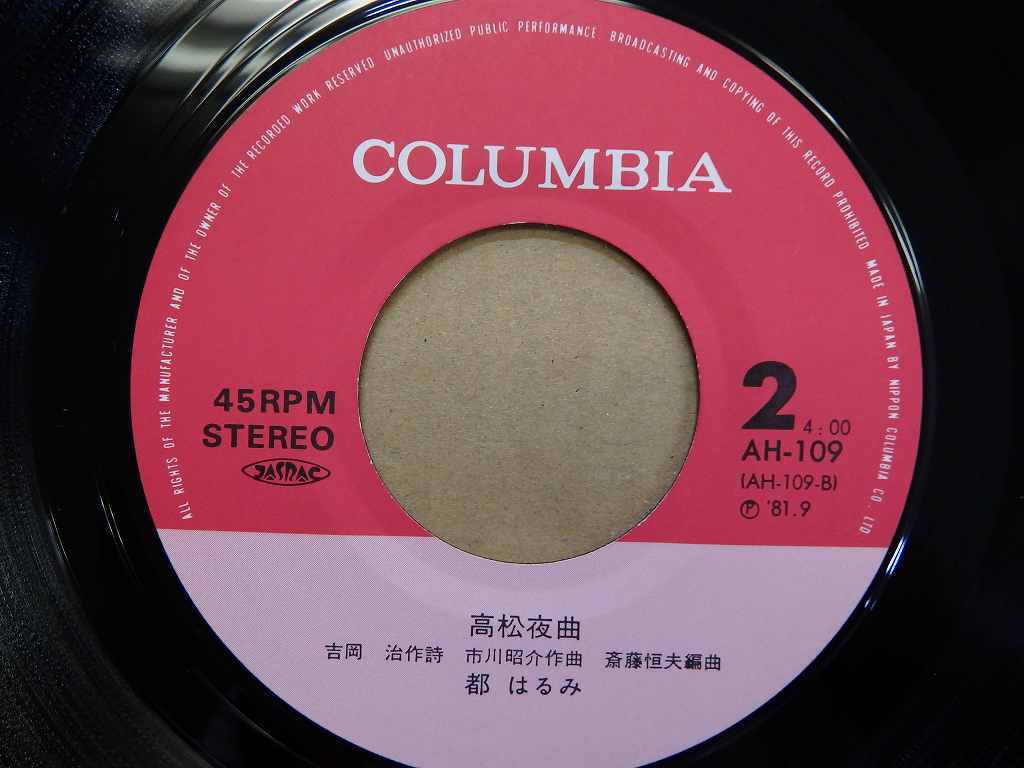 ALL RIGHTS OF THE MANUFACTURER AND OF THE OWNER OF THE RECORDED WORK RESERVED UNAUTHORIZED PUBLIC PERFORMANCE. BROADCASTING AND COPYING OF THIS RECORD PROHIBITED. MADE IN JAPAN BY NIPPON COLUMBIA CO., LTD
COLUMBIA
45RPM
STEREO
JASRAC
2 4:00
AH-109
(AH-109-B)
Ⓟ '81.9
高松夜曲
吉岡 治作詩 市川昭介作曲 斎藤恒夫編曲
都 はるみ